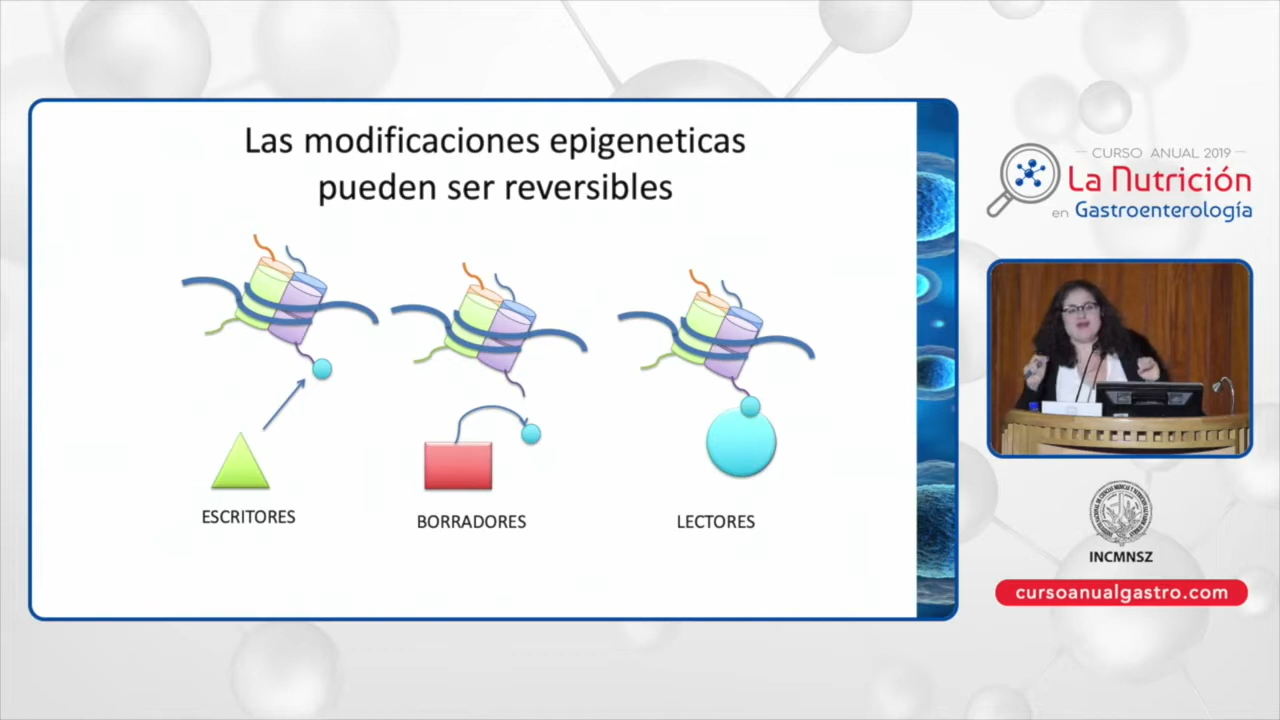 Las modificaciones epigeneticas
pueden ser reversibles
ESCRITORES
BORRADORES
LECTORES
CURSO ANUAL 2019
La Nutrición
en Gastroenterología
INCMNSZ
cursoanualgastro.com